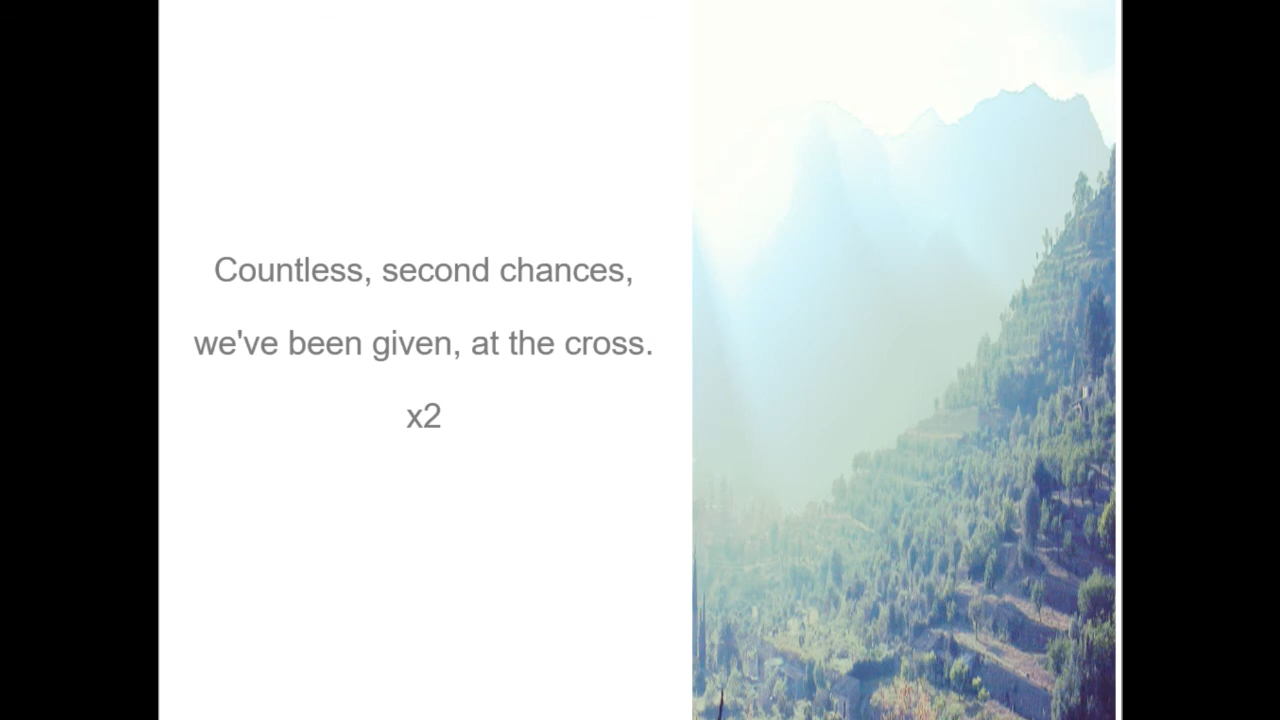 Countless, second chances,
we've been given, at the cross.
x2